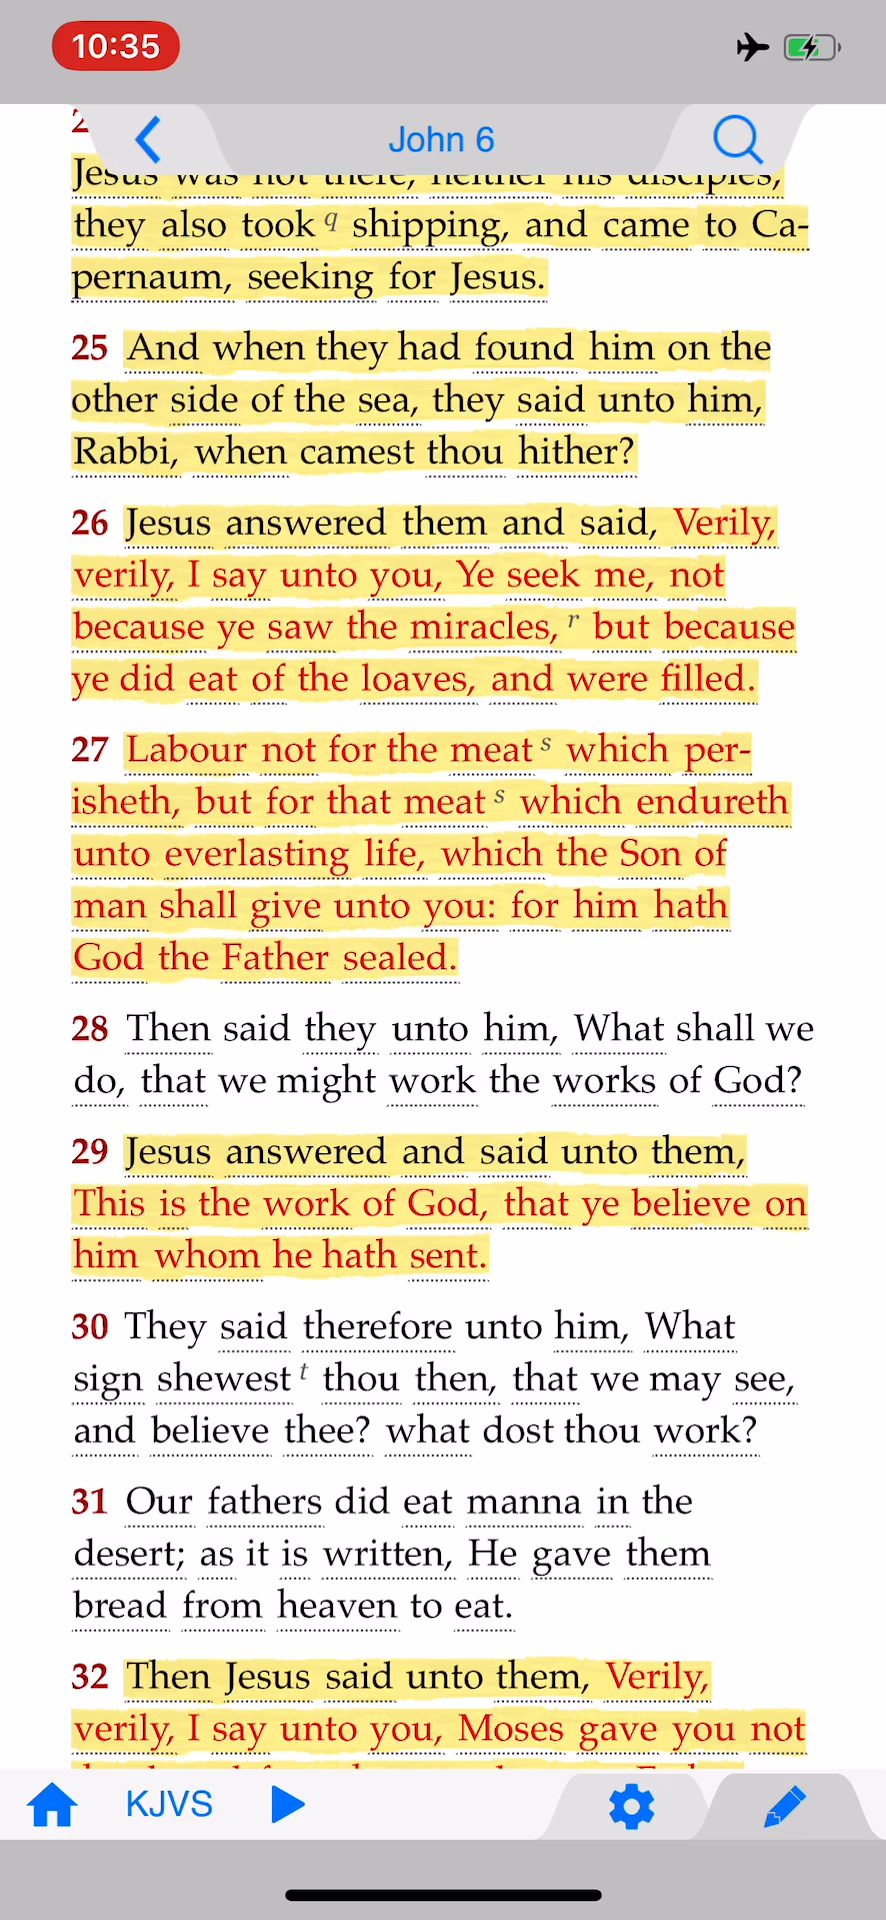 10:35
John 6
Jesus was not there, neither his disciples,
they also took q shipping, and came to Ca-
pernaum, seeking for Jesus.
25 And when they had found him on the
other side of the sea, they said unto him,
Rabbi, when camest thou hither?
26 Jesus answered them and said, Verily,
verily, I say unto you, Ye seek me, not
because ye saw the miracles, r but because
ye did eat of the loaves, and were filled.
27 Labour not for the meat s which per-
isheth, but for that meat s which endureth
unto everlasting life, which the Son of
man shall give unto you: for him hath
God the Father sealed.
28 Then said they unto him, What shall we
do, that we might work the works of God?
29 Jesus answered and said unto them,
This is the work of God, that ye believe on
him whom he hath sent.
30 They said therefore unto him, What
sign shewest t thou then, that we may see,
and believe thee? what dost thou work?
31 Our fathers did eat manna in the
desert; as it is written, He gave them
bread from heaven to eat.
32 Then Jesus said unto them, Verily,
verily, I say unto you, Moses gave you not
KJVS